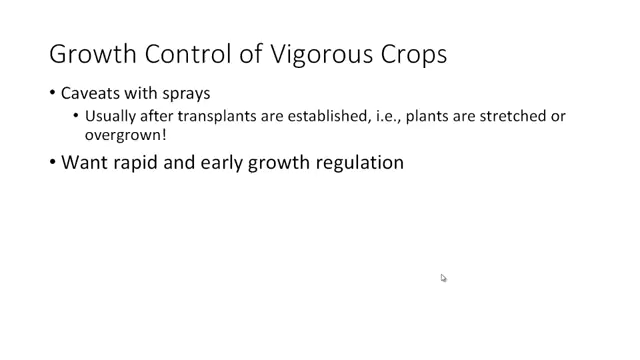 Growth Control of Vigorous Crops
• Caveats with sprays
• Usually after transplants are established, i.e., plants are stretched or
overgrown!
• Want rapid and early growth regulation